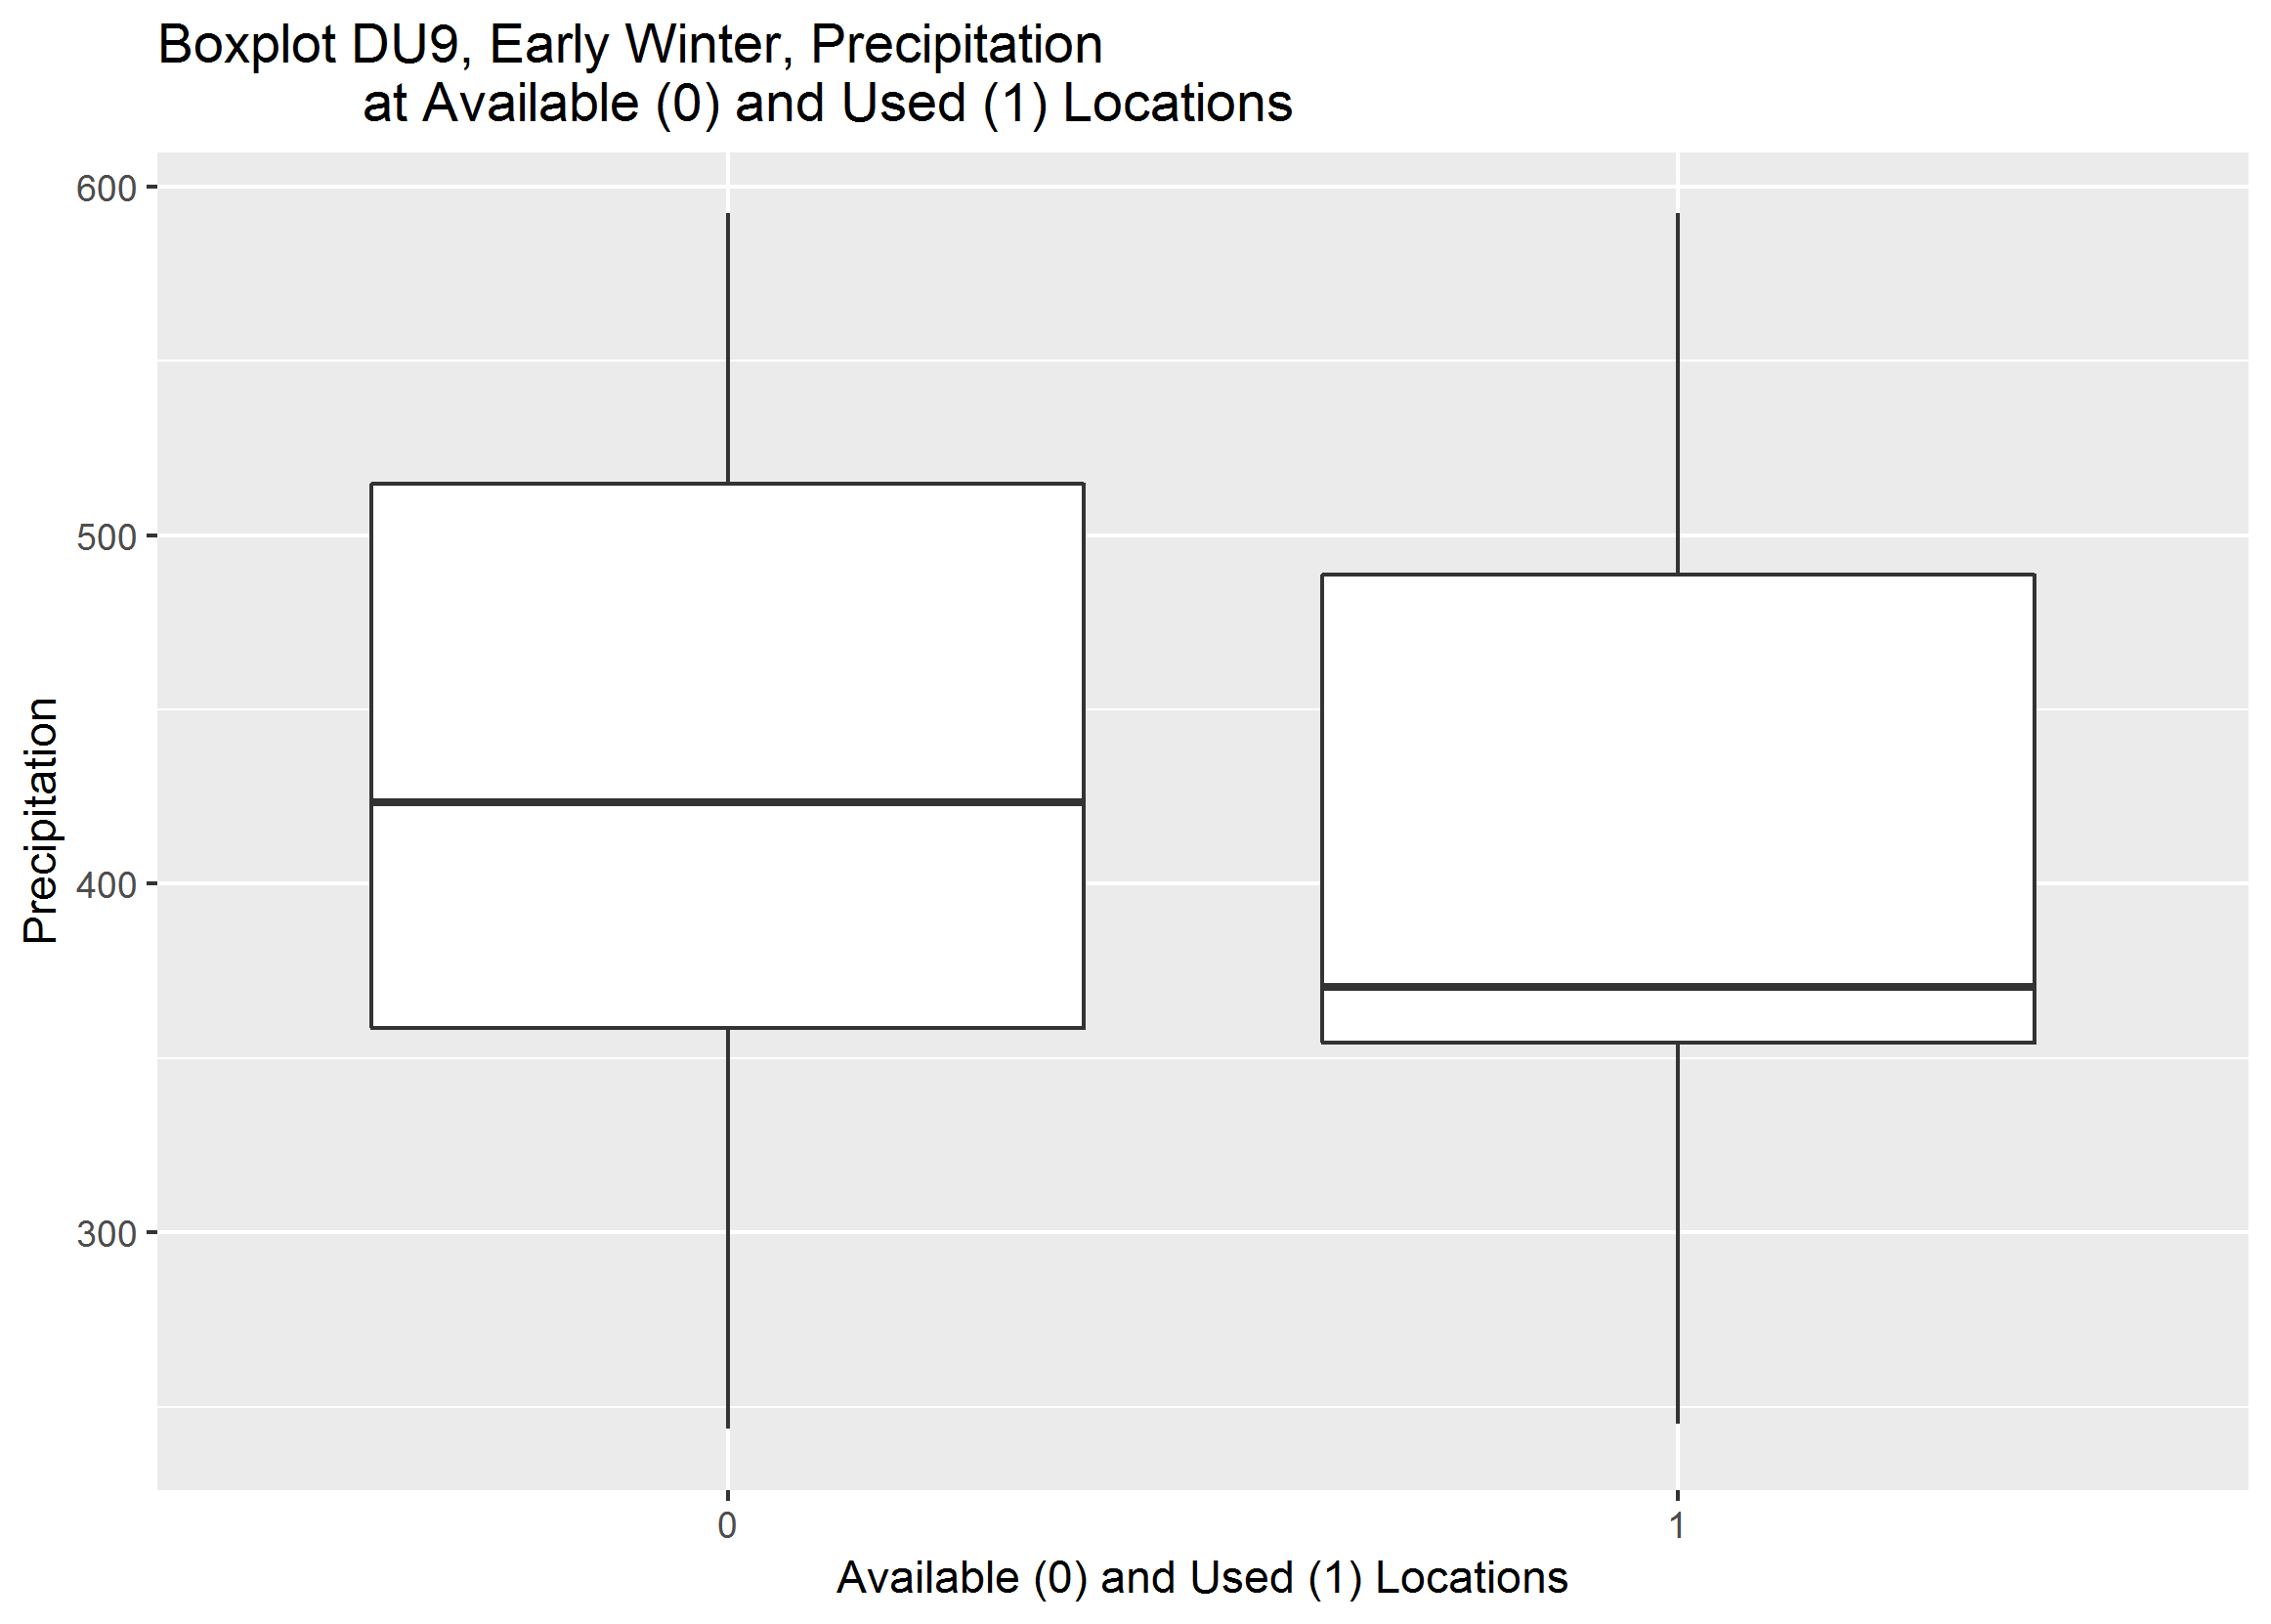 Boxplot DU9, Early Winter, Precipitation
at Available (0) and Used (1) Locations
600
500
400
300
Precipitation
0
1
Available (0) and Used (1) Locations